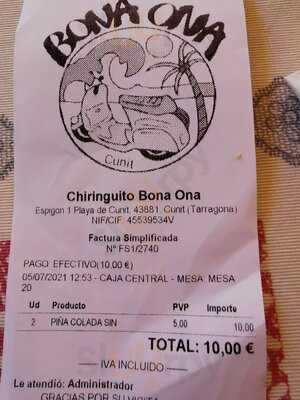 BONA ONA
Cunit
Chiringuito Bona Ona
Espigon 1 Playa de Cunit, 43881, Cunit (Tarragona)
NIF/CIF: 45539534V
Factura Simplificada
Nº FS1/2740
PAGO: EFECTIVO(10,00 €)
05/07/2021 12:53 - CAJA CENTRAL - MESA: MESA
20
Ud Producto PVP Importe
2 PIÑA COLADA SIN 5,00 10,00
TOTAL: 10,00 €
IVA INCLUIDO
Le atendió: Administrador
GRACIAS POR SU VISITA